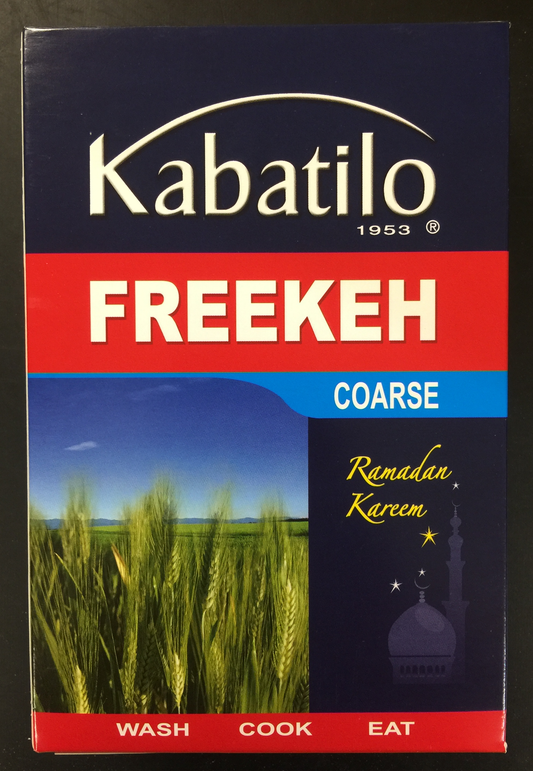 Kabatilo
1953 ®
FREEKEH
COARSE
Ramadan
Kareem
WASH COOK EAT